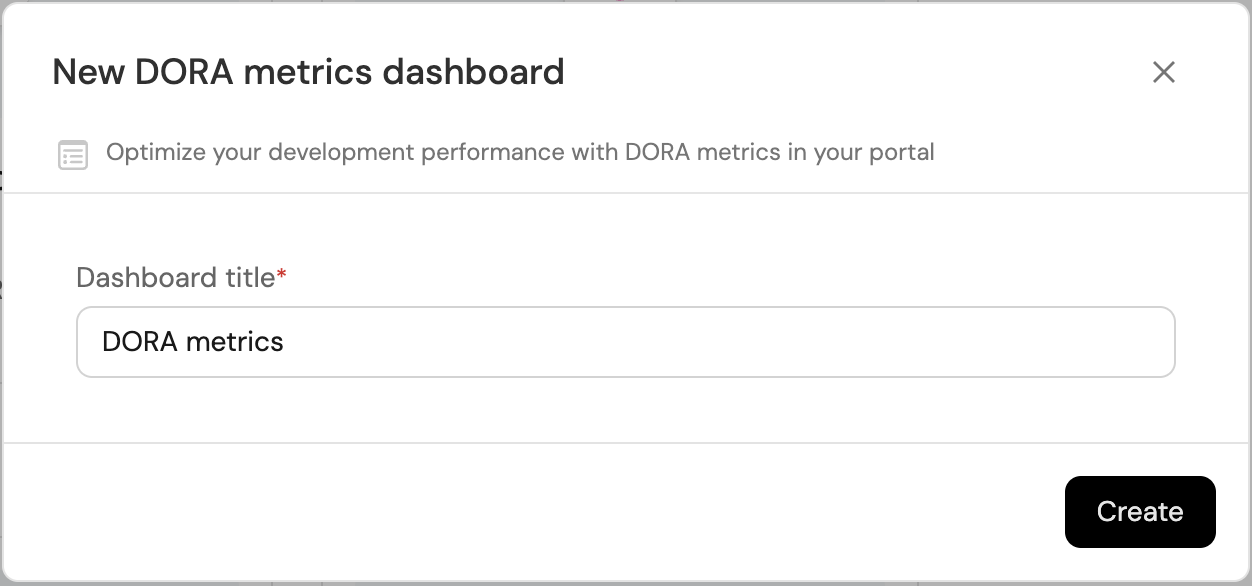 New DORA metrics dashboard
Optimize your development performance with DORA metrics in your portal
Dashboard title*
DORA metrics
Create